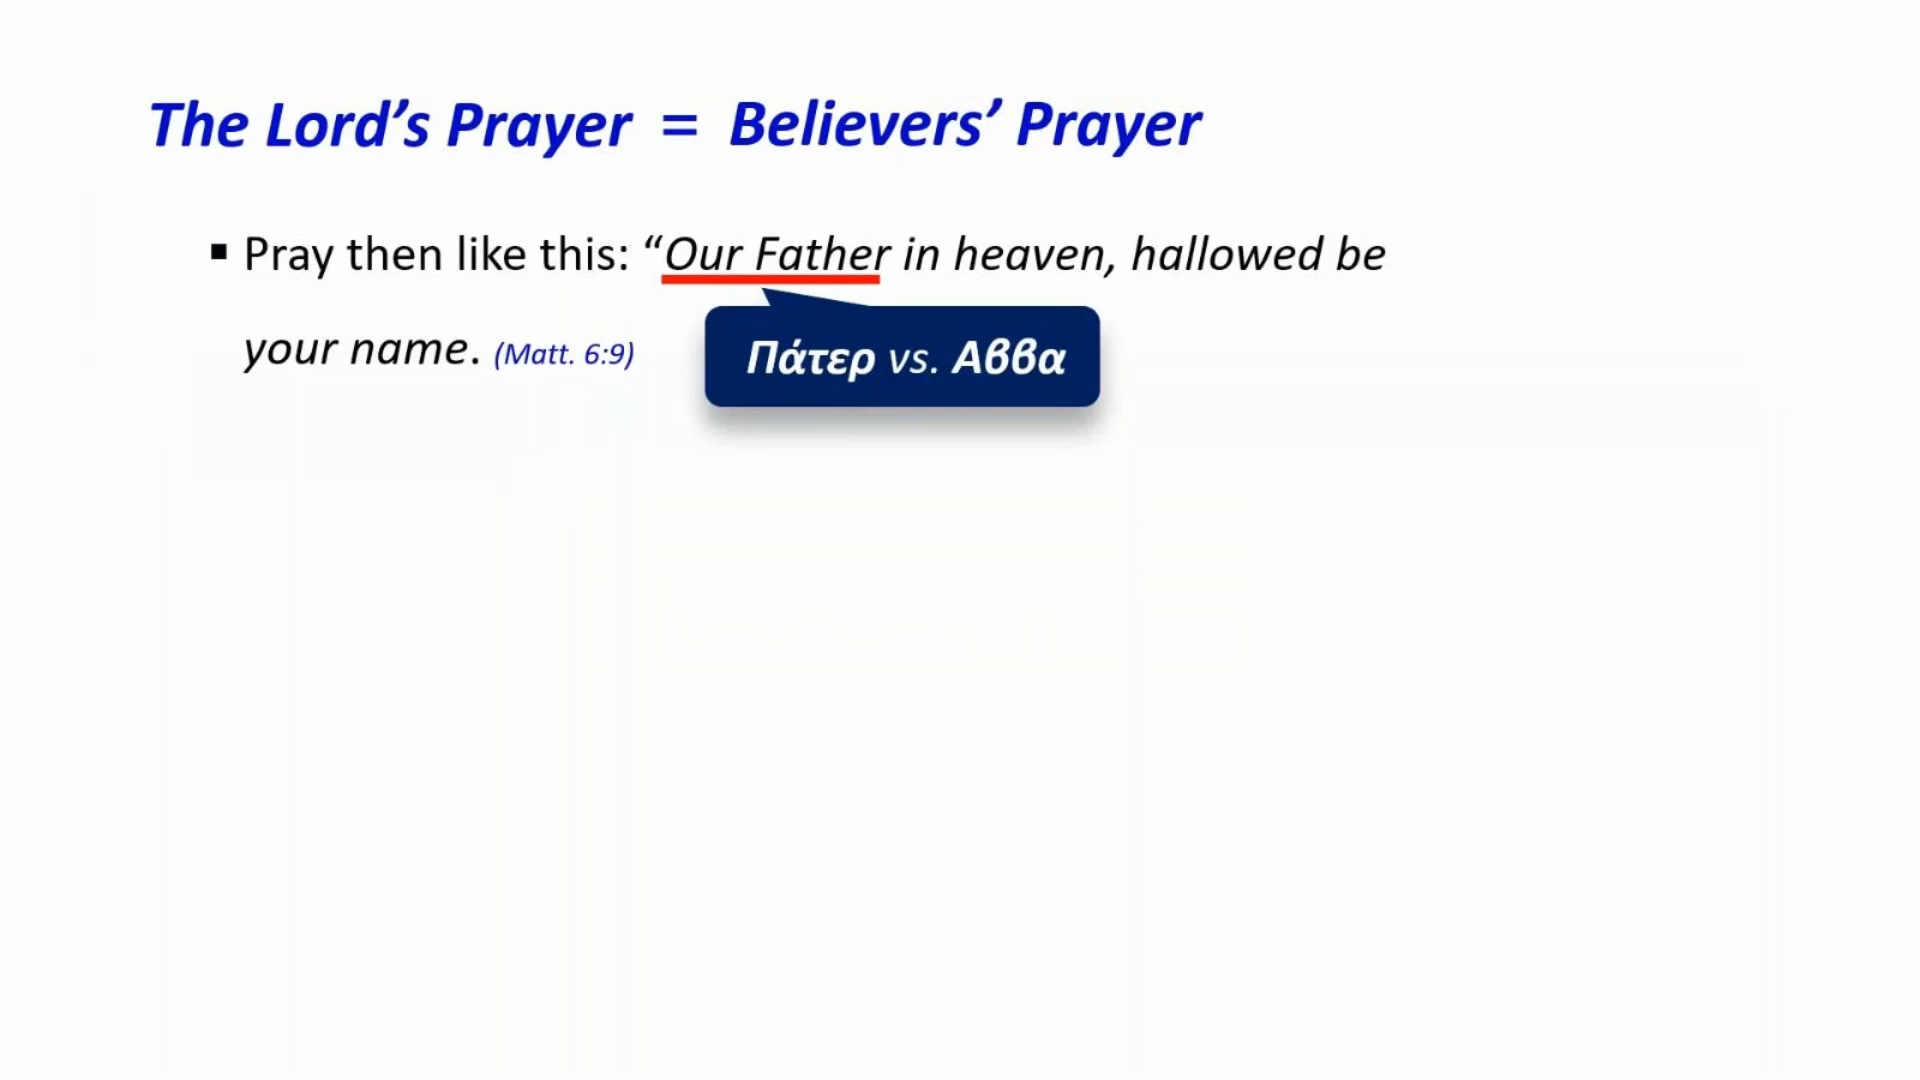 The Lord’s Prayer = Believers’ Prayer
▪ Pray then like this: “Our Father in heaven, hallowed be
your name. (Matt. 6:9)
Πάτερ vs. Αββα